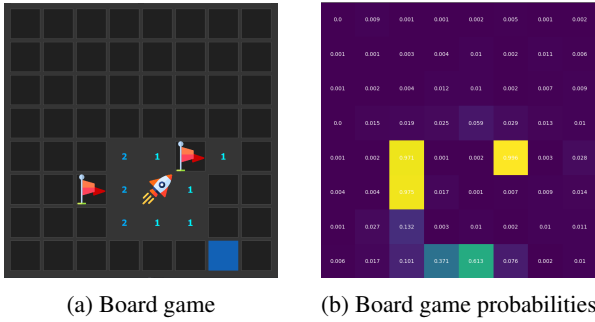 2 1 1
2 1
2 1 1
(a) Board game
0.0 0.009 0.001 0.001 0.002 0.005 0.001 0.002
0.001 0.001 0.003 0.004 0.01 0.002 0.011 0.006
0.001 0.002 0.004 0.012 0.01 0.002 0.007 0.009
0.0 0.015 0.019 0.025 0.059 0.029 0.013 0.01
0.001 0.002 0.001 0.002 0.003 0.028
0.004 0.004 0.017 0.001 0.007 0.009 0.014
0.001 0.027 0.132 0.003 0.01 0.002 0.01 0.011
0.006 0.017 0.101 0.371 0.613 0.076 0.002 0.01
(b) Board game probabilities